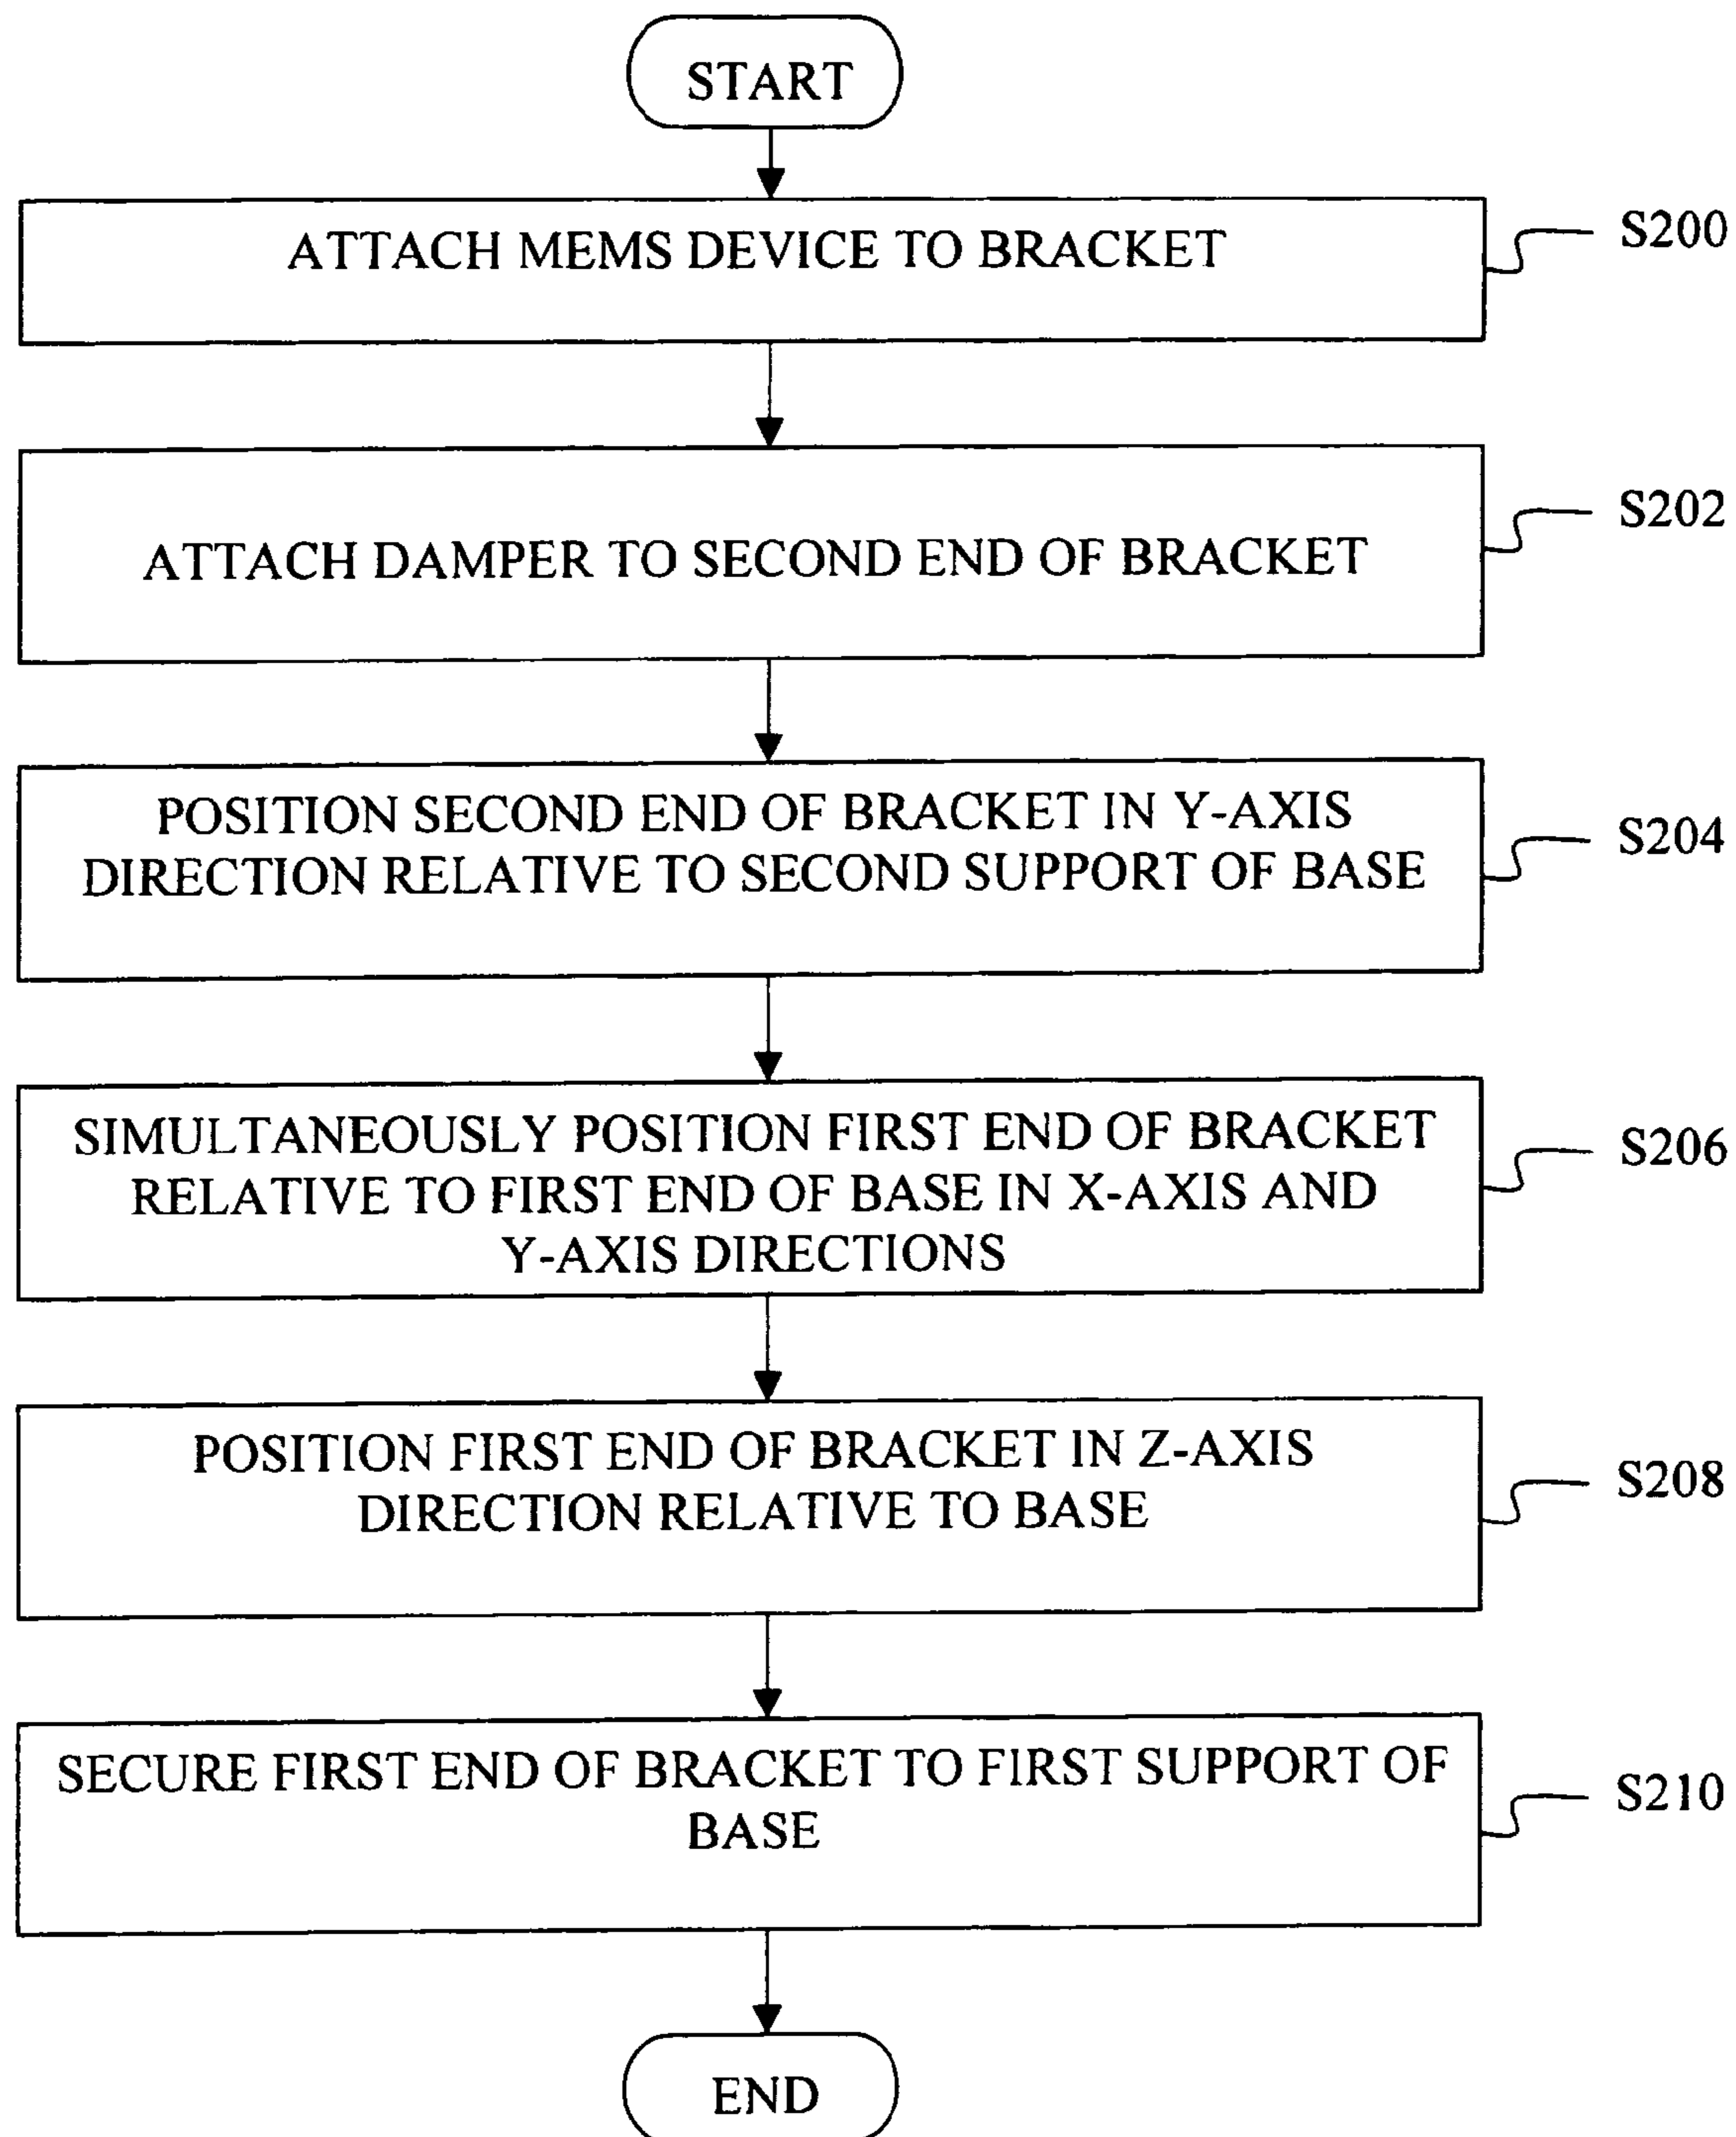 START
ATTACH MEMS DEVICE TO BRACKET
S200
ATTACH DAMPER TO SECOND END OF BRACKET
S202
POSITION SECOND END OF BRACKET IN Y-AXIS
DIRECTION RELATIVE TO SECOND SUPPORT OF BASE
S204
SIMULTANEOUSLY POSITION FIRST END OF BRACKET
RELATIVE TO FIRST END OF BASE IN X-AXIS AND
Y-AXIS DIRECTIONS
S206
POSITION FIRST END OF BRACKET IN Z-AXIS
DIRECTION RELATIVE TO BASE
S208
SECURE FIRST END OF BRACKET TO FIRST SUPPORT OF
BASE
S210
END